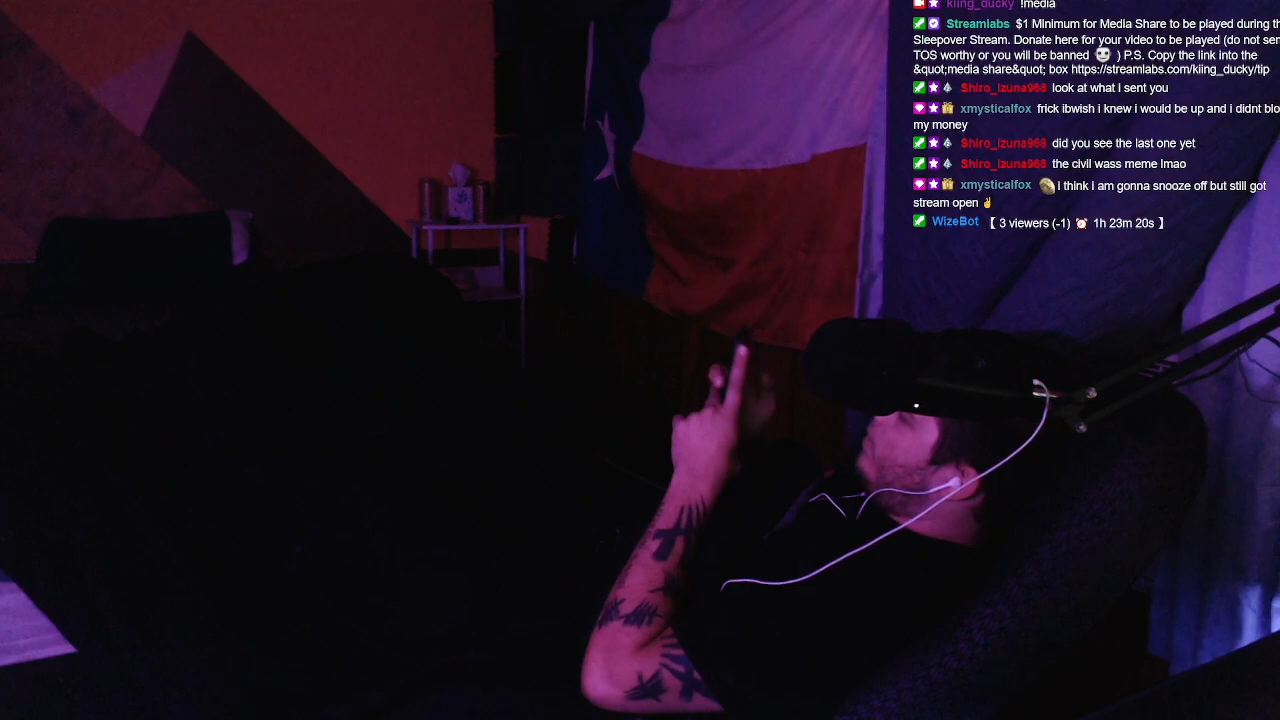 kiing_ducky !media
Streamlabs $1 Minimum for Media Share to be played during th
Sleepover Stream. Donate here for your video to be played (do not sen
TOS worthy or you will be banned ) P.S. Copy the link into the
&quot;media share&quot; box https://streamlabs.com/kiing_ducky/tip
Shiro_Izuna968 look at what i sent you
xmysticalfox frick ibwish i knew i would be up and i didnt blo
my money
Shiro_Izuna968 did you see the last one yet
Shiro_Izuna968 the civil wass meme lmao
xmysticalfox I think i am gonna snooze off but still got
stream open
WizeBot 【 3 viewers (-1) ⏰ 1h 23m 20s 】